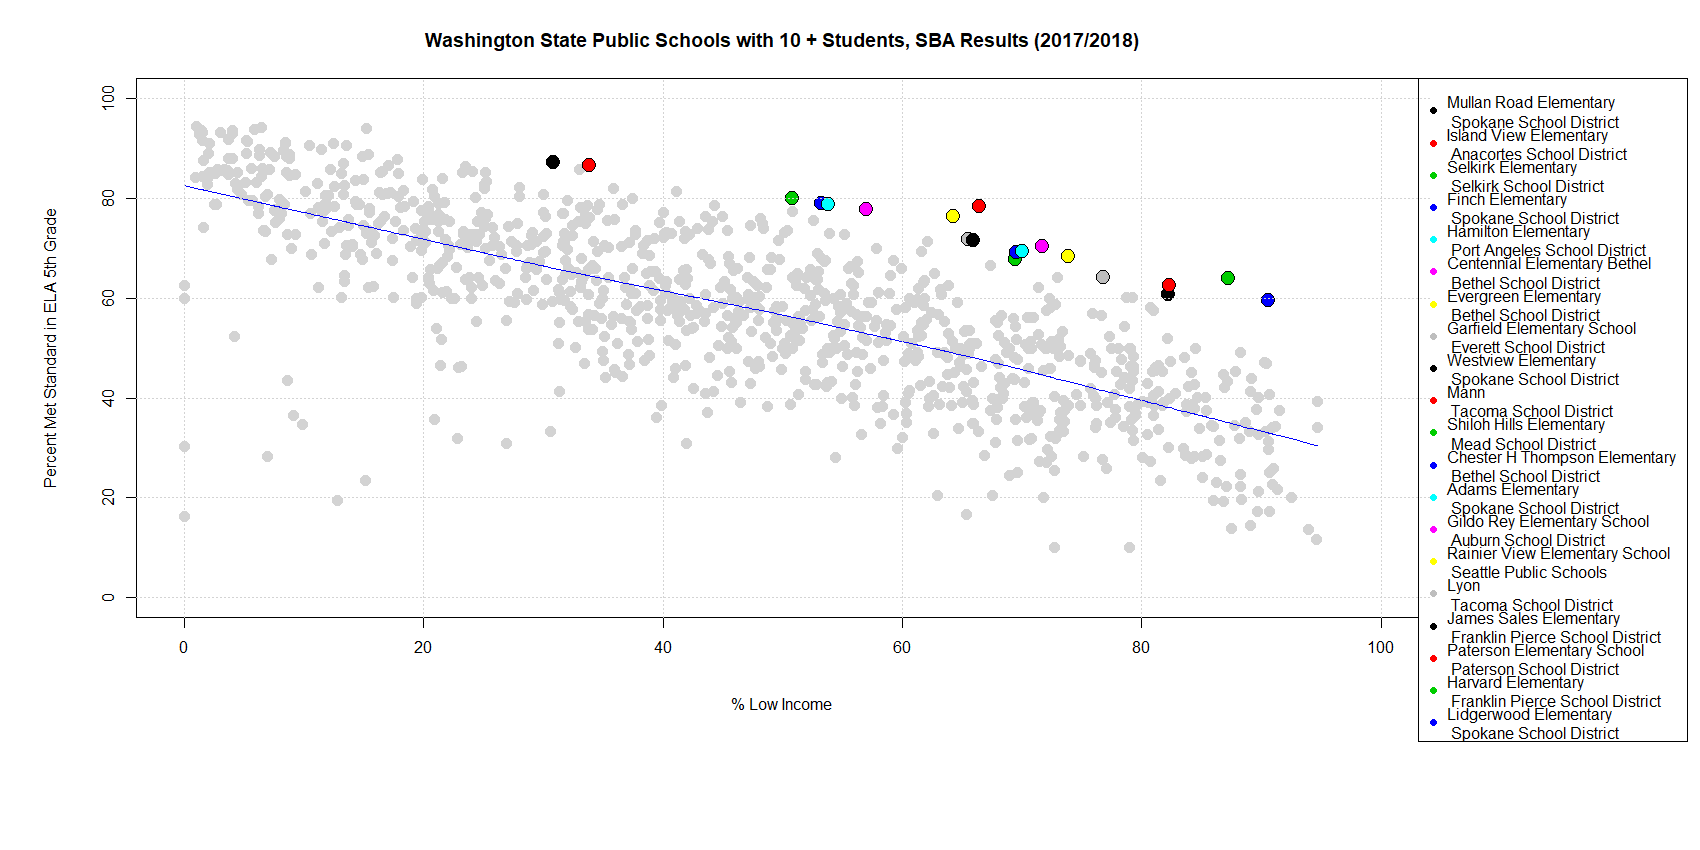 Washington State Public Schools with 10 + Students, SBA Results (2017/2018)
Percent Met Standard in ELA 5th Grade
100
80
60
40
20
0
0
20
40
60
80
100
% Low Income
Mullan Road Elementary
Spokane School District
Island View Elementary
Anacortes School District
Selkirk Elementary
Selkirk School District
Finch Elementary
Spokane School District
Hamilton Elementary
Port Angeles School District
Centennial Elementary Bethel
Bethel School District
Evergreen Elementary
Bethel School District
Garfield Elementary School
Everett School District
Westview Elementary
Spokane School District
Mann
Tacoma School District
Shiloh Hills Elementary
Mead School District
Chester H Thompson Elementary
Bethel School District
Adams Elementary
Spokane School District
Gildo Rey Elementary School
Auburn School District
Rainier View Elementary School
Seattle Public Schools
Lyon
Tacoma School District
James Sales Elementary
Franklin Pierce School District
Paterson Elementary School
Paterson School District
Harvard Elementary
Franklin Pierce School District
Lidgerwood Elementary
Spokane School District